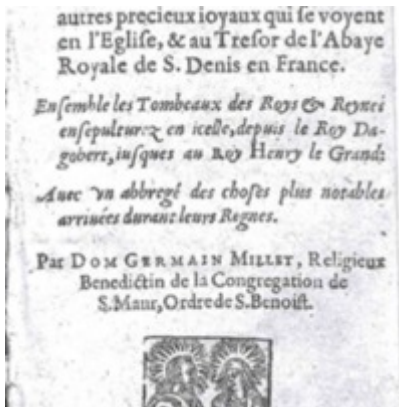 autres precieux ioyaux qui ſe voyent
en l'Egliſe, & au Treſor de l'Abaye
Royale de S. Denis en France.
Enſemble les Tombeaux des Roys & Reynes
enſepulturez en icelle, depuis le Roy Da-
gobert, iuſques au Roy Henry le Grand:
Auec vn abbregé des choſes plus notables
arriuées durant leurs Regnes.
Par DOM GERMAIN MILLET, Religieux
Benedictin de la Congregation de
S. Maur, Ordre de S. Benoiſt.